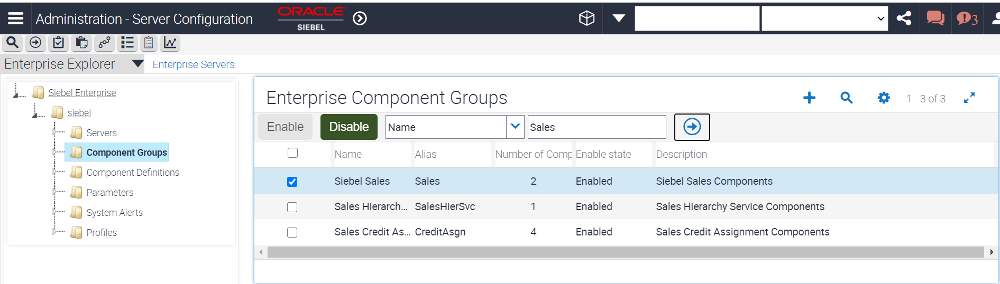 Administration - Server Configuration
ORACLE
SIEBEL
3
Enterprise Explorer
Enterprise Servers:
Siebel Enterprise
siebel
Servers
Component Groups
Component Definitions
Parameters
System Alerts
Profiles
Enterprise Component Groups
1 - 3 of 3
Enable Disable Name Sales
Name Alias Number of Comp Enable state Description
Siebel Sales Sales 2 Enabled Siebel Sales Components
Sales Hierarch... SalesHierSvc 1 Enabled Sales Hierarchy Service Components
Sales Credit As... CreditAsgn 4 Enabled Sales Credit Assignment Components